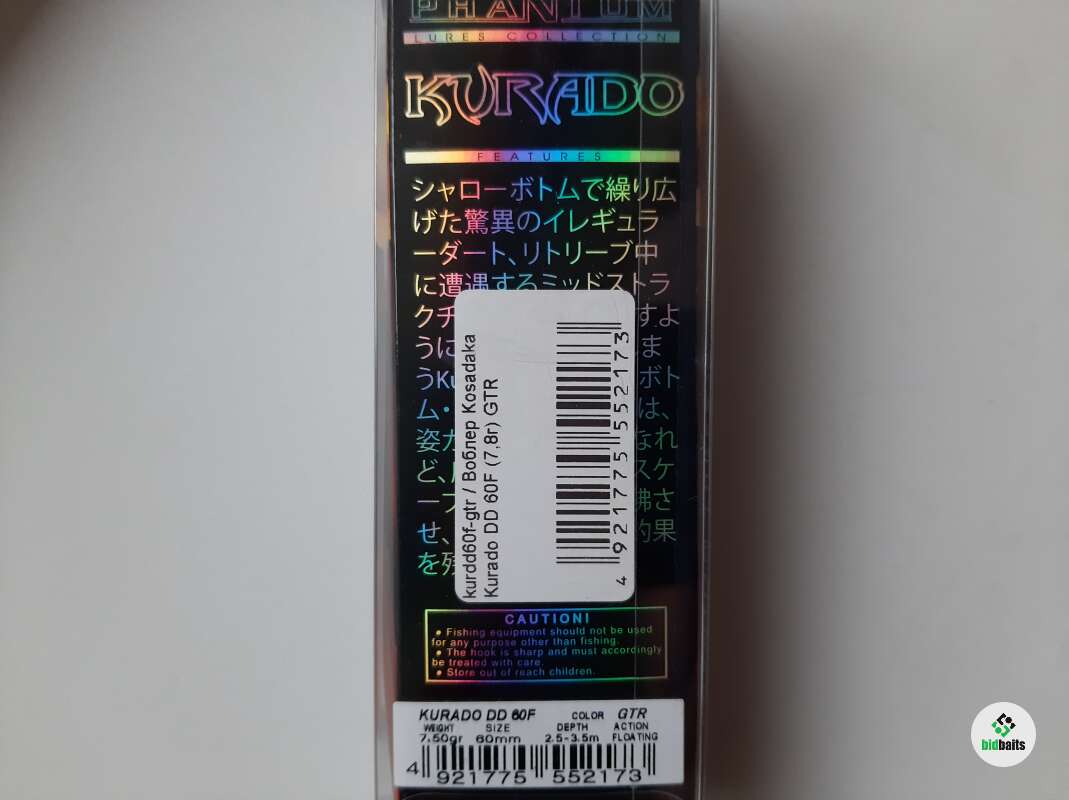 PHANTOM
LURES COLLECTION
KURADO
FEATURES
シャローボトムで繰り広
げた驚異のイレギュラ
ーダート、リトリーブ中
に遭遇するミッドストラ
クチ すよ
うに ま
うKu ボト
ム・ は、
姿 なれ
ど、 スケ
ー さ
せ、 釣果
を残
kurdd60f-gtr / Воблер Kosadaka
Kurado DD 60F (7,8г) GTR
4 921775 552173
CAUTION!
• Fishing equipment should not be used
for any purpose other than fishing.
• The hook is sharp and must accordingly
be treated with care.
• Store out of reach children.
KURADO DD 60F COLOR GTR
WEIGHT SIZE DEPTH ACTION
7.50gr 60mm 2.5-3.5m FLOATING
4 921775 552173
bidbaits